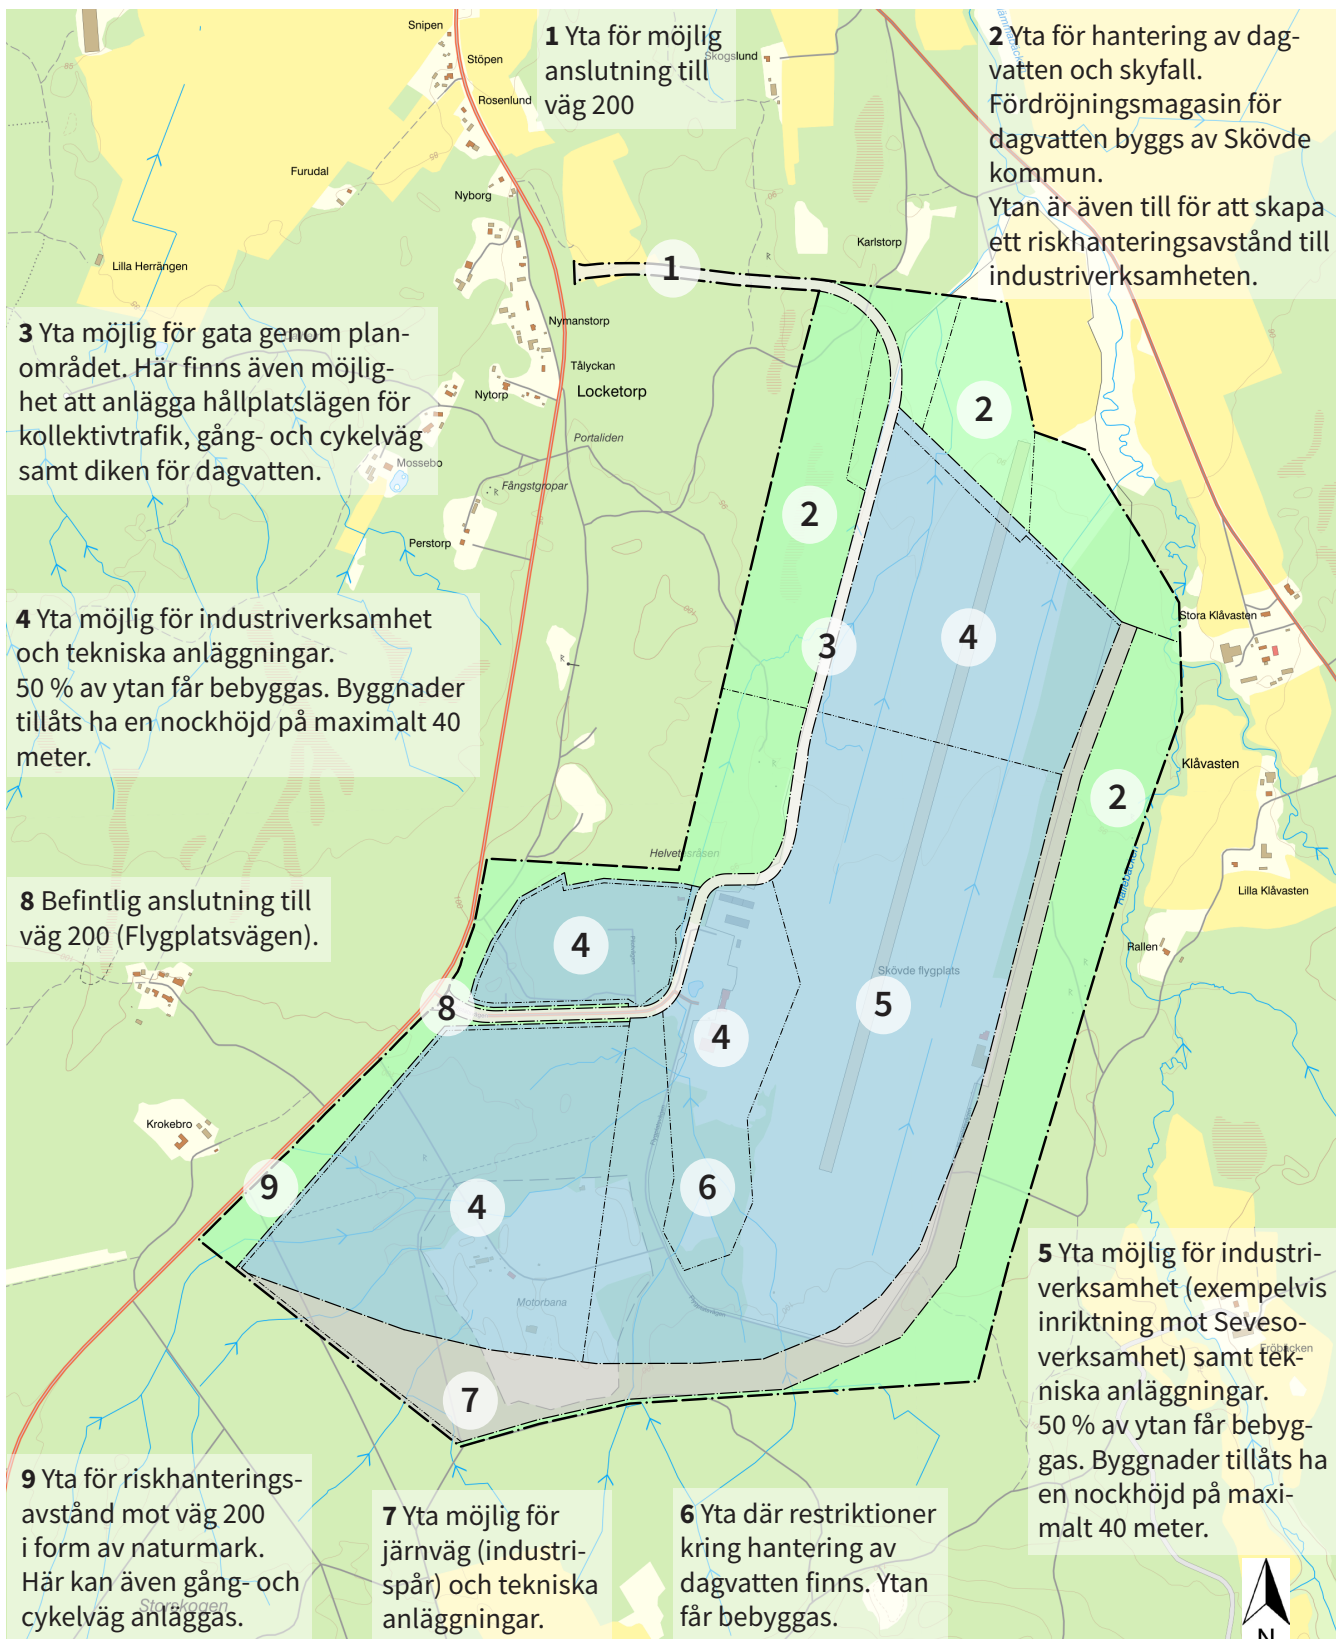 Snipen
Stöpen
Rosenlund
Furudal
Nyborg
Lilla Herrängen
1 Yta för möjlig
anslutning till
väg 200
Skogslund
2 Yta för hantering av dag-
vatten och skyfall.
Fördröjningsmagasin för
dagvatten byggs av Skövde
kommun.
Ytan är även till för att skapa
ett riskhanteringsavstånd till
industriverksamheten.
Karlstorp
1
3 Yta möjlig för gata genom plan-
området. Här finns även möjlig-
het att anlägga hållplatslägen för
kollektivtrafik, gång- och cykelväg
samt diken för dagvatten.
Nymanstorp
Tålyckan
Locketorp
Nytorp
Portaliden
Mossebo
Fångstgropar
Perstorp
2
2
4 Yta möjlig för industriverksamhet
och tekniska anläggningar.
50 % av ytan får bebyggas. Byggnader
tillåts ha en nockhöjd på maximalt 40
meter.
3
4
Stora Klåvasten
Klåvasten
2
Helvetesråsen
Lilla Klåvasten
8 Befintlig anslutning till
väg 200 (Flygplatsvägen).
4
Rallen
Skövde flygplats
8
5
4
Krokebro
9
4
6
Motorbana
5 Yta möjlig för industri-
verksamhet (exempelvis
inriktning mot Seveso-
verksamhet) samt tek-
niska anläggningar.
50 % av ytan får bebyg-
gas. Byggnader tillåts ha
en nockhöjd på maxi-
malt 40 meter.
Fröbäcken
7
9 Yta för riskhanterings-
avstånd mot väg 200
i form av naturmark.
Här kan även gång- och
cykelväg anläggas.
Storskogen
7 Yta möjlig för
järnväg (industri-
spår) och tekniska
anläggningar.
6 Yta där restriktioner
kring hantering av
dagvatten finns. Ytan
får bebyggas.
N